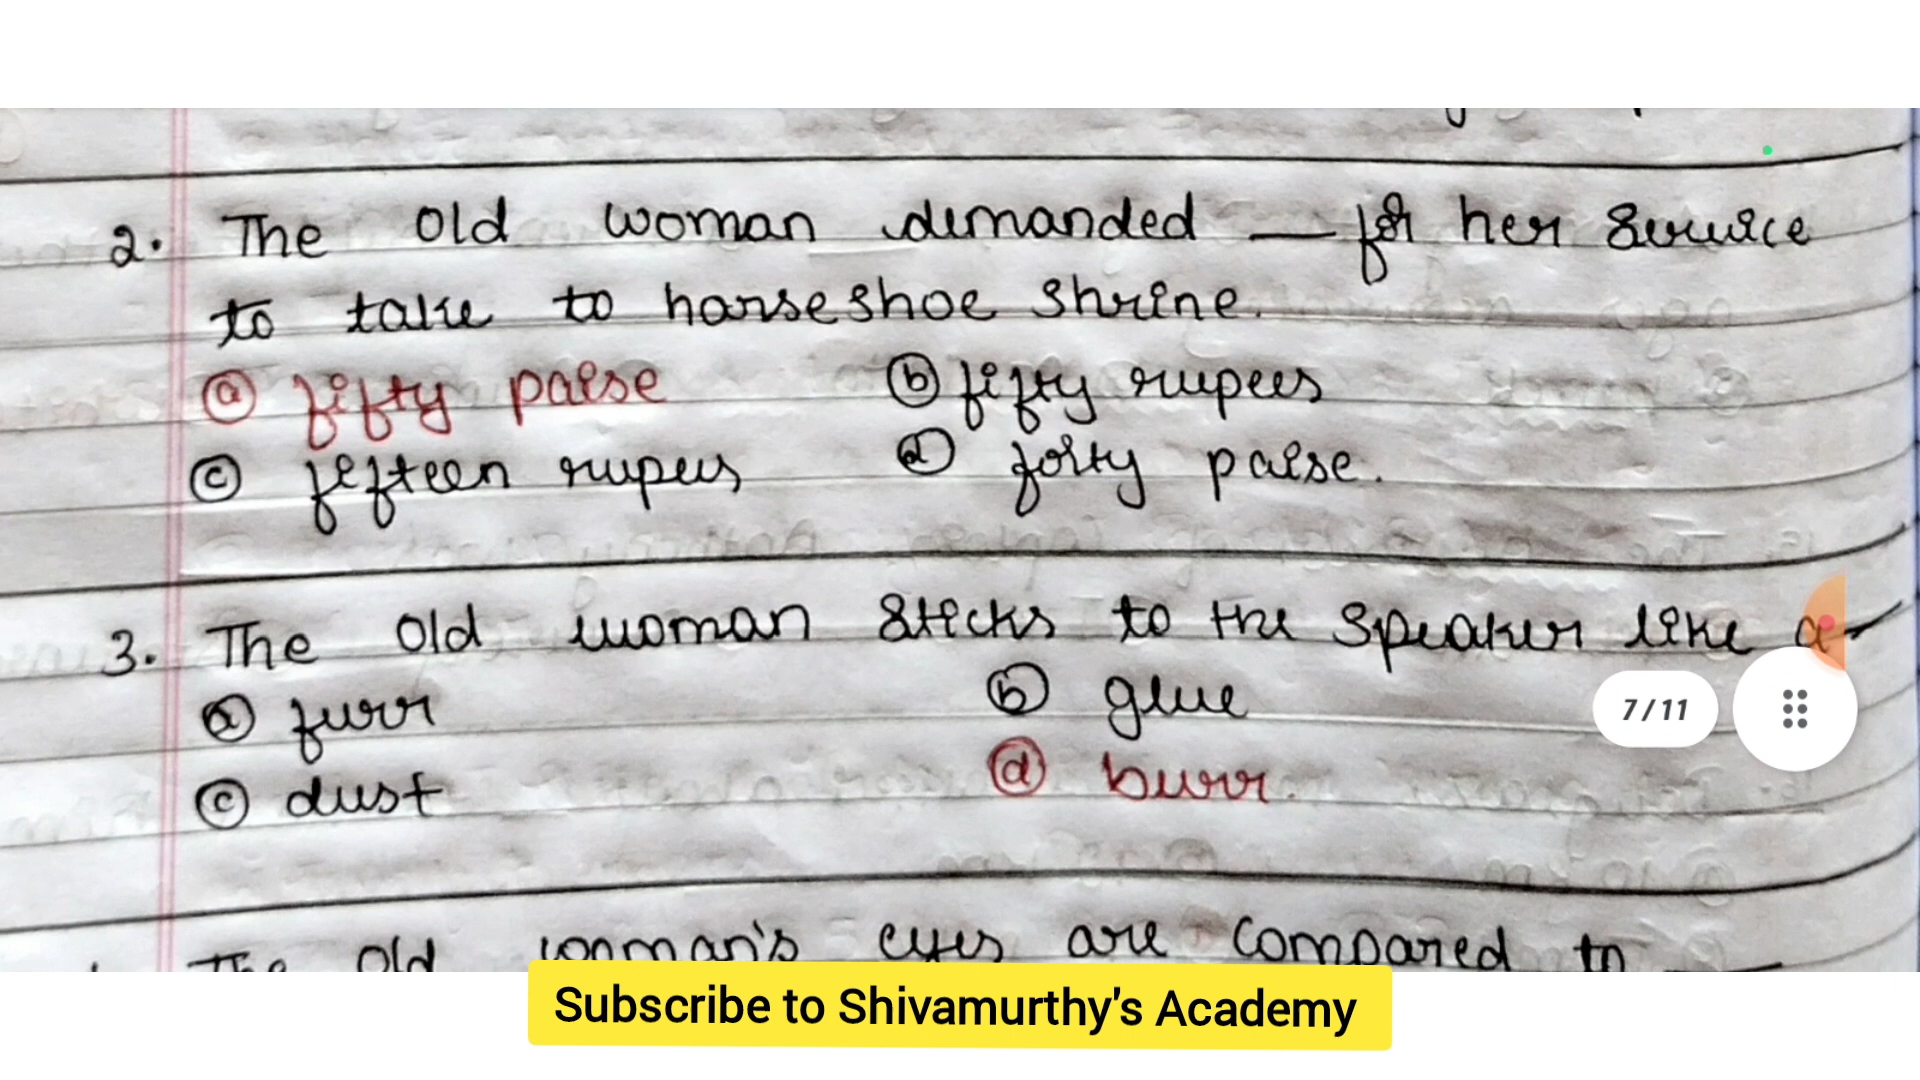 2. The old woman demanded — for her service
to take to horseshoe shrine.
(a) fifty paise (b) fifty rupees
(c) fifteen rupees (d) forty paise.
3. The old woman sticks to the speaker like a
(a) furr (b) glue
7/11
(c) dust (d) burr.
The old woman's eyes are compared to —
Subscribe to Shivamurthy's Academy